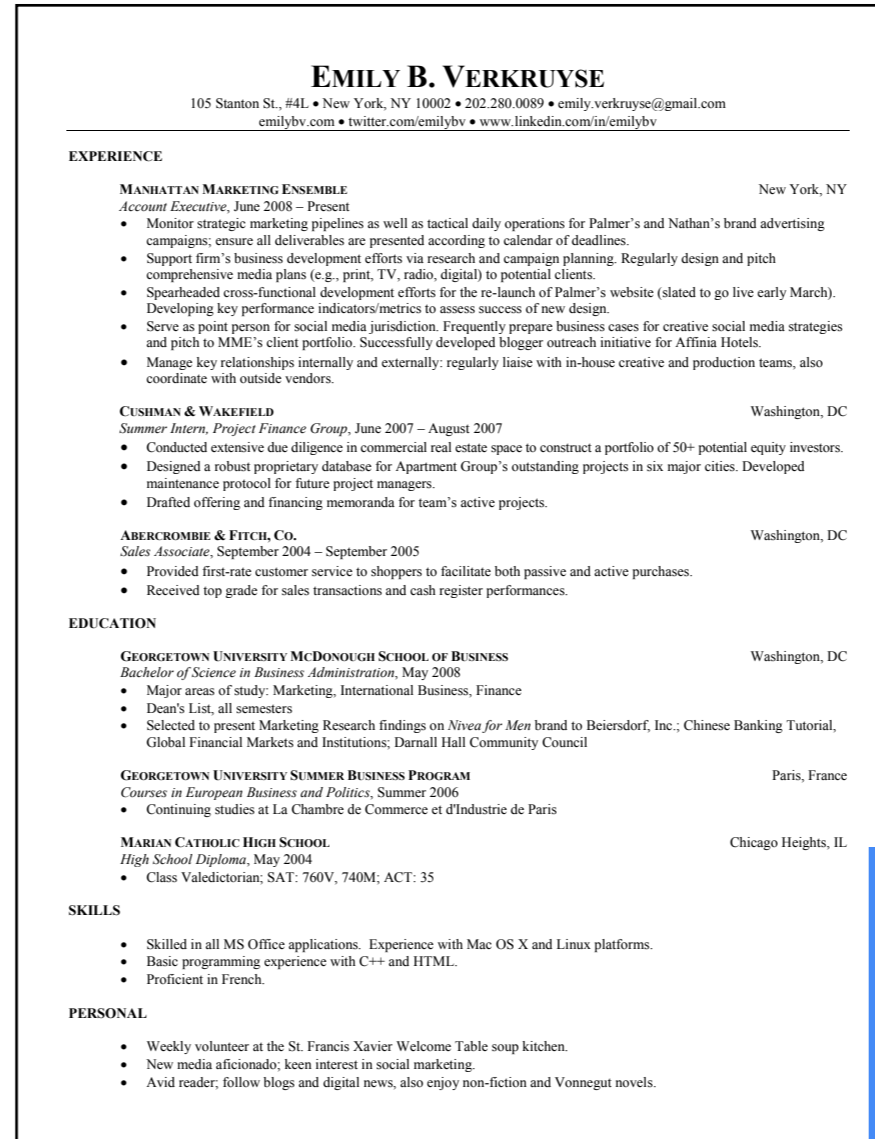 EMILY B. VERKRUYSE
105 Stanton St., #4L • New York, NY 10002 • 202.280.0089 • emily.verkruyse@gmail.com
emilybv.com • twitter.com/emilybv • www.linkedin.com/in/emilybv
EXPERIENCE
MANHATTAN MARKETING ENSEMBLE New York, NY
Account Executive, June 2008 – Present
• Monitor strategic marketing pipelines as well as tactical daily operations for Palmer’s and Nathan’s brand advertising
campaigns; ensure all deliverables are presented according to calendar of deadlines.
• Support firm’s business development efforts via research and campaign planning. Regularly design and pitch
comprehensive media plans (e.g., print, TV, radio, digital) to potential clients.
• Spearheaded cross-functional development efforts for the re-launch of Palmer’s website (slated to go live early March).
Developing key performance indicators/metrics to assess success of new design.
• Serve as point person for social media jurisdiction. Frequently prepare business cases for creative social media strategies
and pitch to MME’s client portfolio. Successfully developed blogger outreach initiative for Affinia Hotels.
• Manage key relationships internally and externally: regularly liaise with in-house creative and production teams, also
coordinate with outside vendors.
CUSHMAN & WAKEFIELD Washington, DC
Summer Intern, Project Finance Group, June 2007 – August 2007
• Conducted extensive due diligence in commercial real estate space to construct a portfolio of 50+ potential equity investors.
• Designed a robust proprietary database for Apartment Group’s outstanding projects in six major cities. Developed
maintenance protocol for future project managers.
• Drafted offering and financing memoranda for team’s active projects.
ABERCROMBIE & FITCH, CO. Washington, DC
Sales Associate, September 2004 – September 2005
• Provided first-rate customer service to shoppers to facilitate both passive and active purchases.
• Received top grade for sales transactions and cash register performances.
EDUCATION
GEORGETOWN UNIVERSITY MCDONOUGH SCHOOL OF BUSINESS Washington, DC
Bachelor of Science in Business Administration, May 2008
• Major areas of study: Marketing, International Business, Finance
• Dean's List, all semesters
• Selected to present Marketing Research findings on Nivea for Men brand to Beiersdorf, Inc.; Chinese Banking Tutorial,
Global Financial Markets and Institutions; Darnall Hall Community Council
GEORGETOWN UNIVERSITY SUMMER BUSINESS PROGRAM Paris, France
Courses in European Business and Politics, Summer 2006
• Continuing studies at La Chambre de Commerce et d'Industrie de Paris
MARIAN CATHOLIC HIGH SCHOOL Chicago Heights, IL
High School Diploma, May 2004
• Class Valedictorian; SAT: 760V, 740M; ACT: 35
SKILLS
• Skilled in all MS Office applications. Experience with Mac OS X and Linux platforms.
• Basic programming experience with C++ and HTML.
• Proficient in French.
PERSONAL
• Weekly volunteer at the St. Francis Xavier Welcome Table soup kitchen.
• New media aficionado; keen interest in social marketing.
• Avid reader; follow blogs and digital news, also enjoy non-fiction and Vonnegut novels.